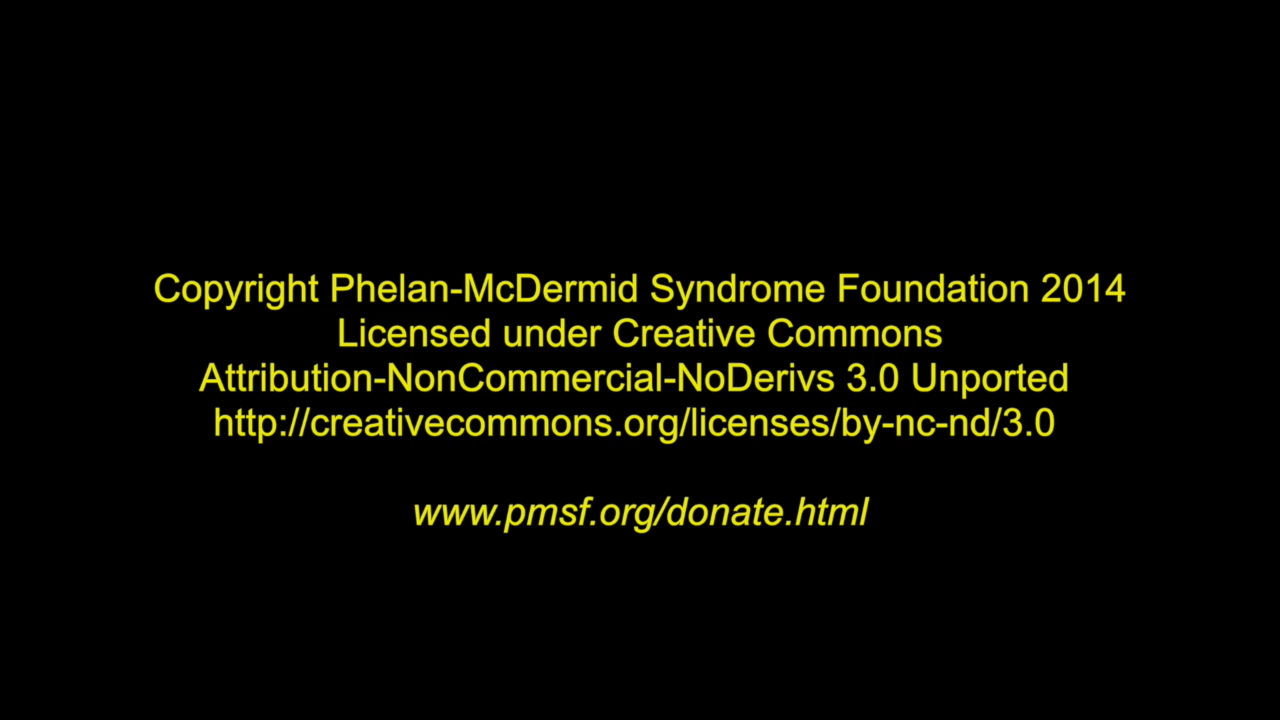 Copyright Phelan-McDermid Syndrome Foundation 2014
Licensed under Creative Commons
Attribution-NonCommercial-NoDerivs 3.0 Unported
http://creativecommons.org/licenses/by-nc-nd/3.0
www.pmsf.org/donate.html